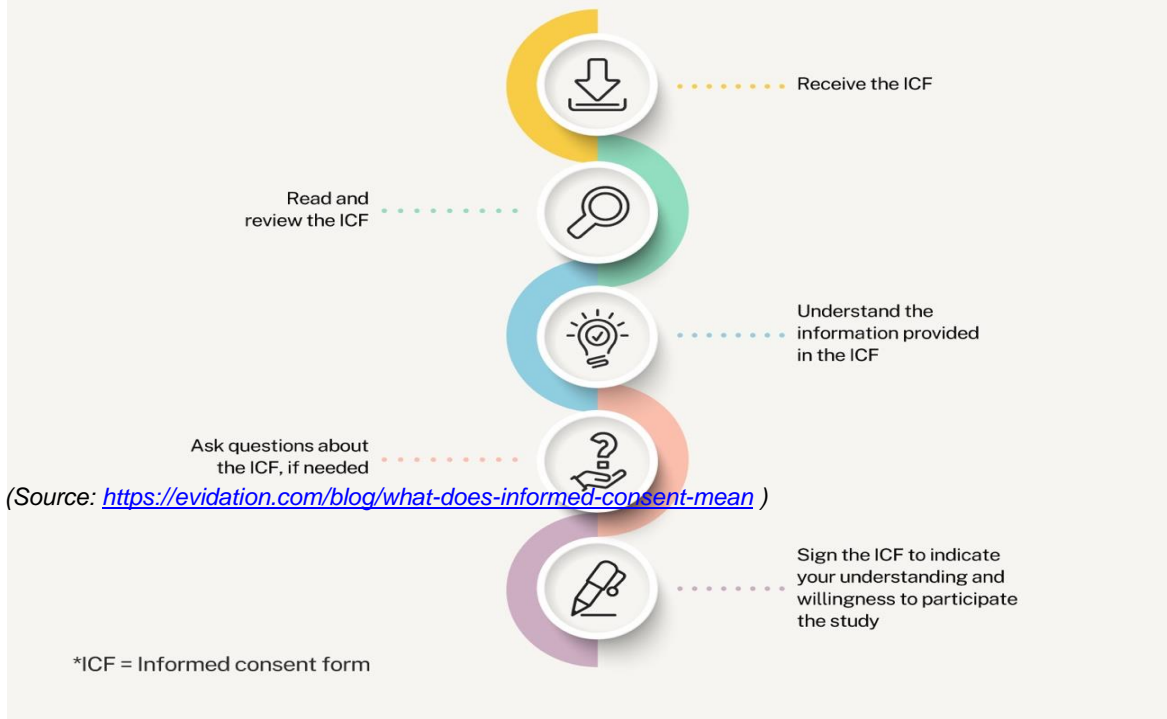 Receive the ICF
Read and
review the ICF
Understand the
information provided
in the ICF
Ask questions about
the ICF, if needed
(Source: https://evidation.com/blog/what-does-informed-consent-mean )
Sign the ICF to indicate
your understanding and
willingness to participate
the study
*ICF = Informed consent form